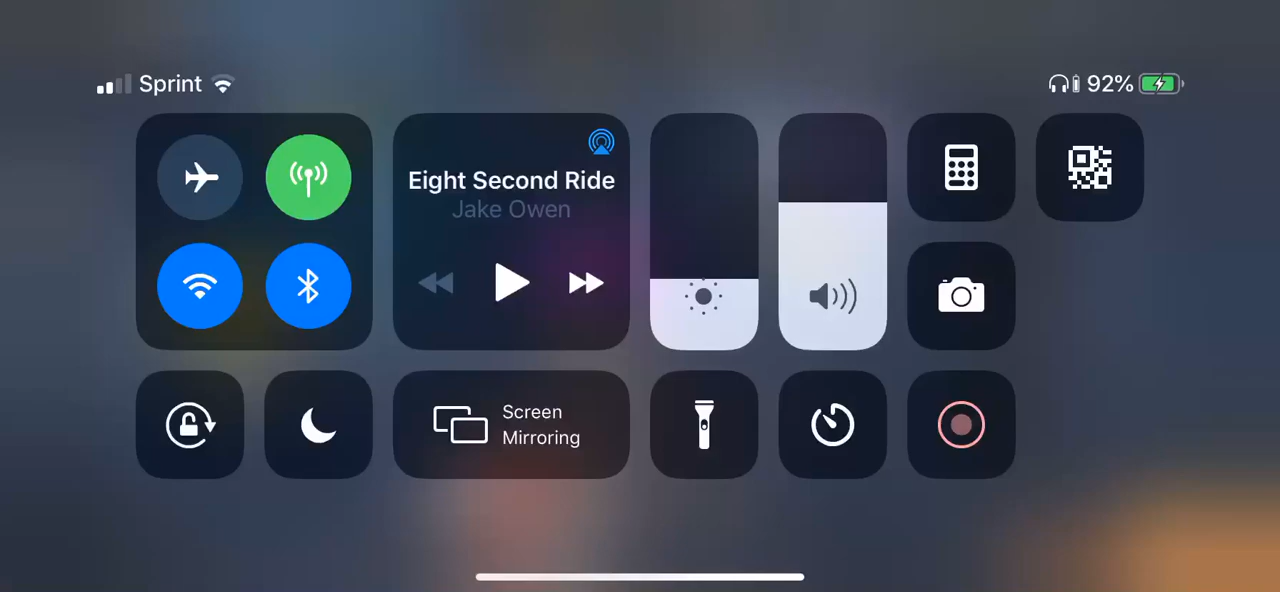 Sprint
92%
Eight Second Ride
Jake Owen
Screen
Mirroring